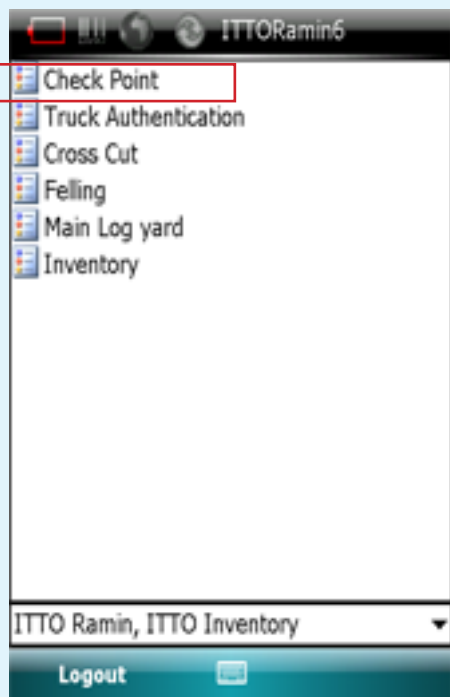 ITTORamin6
Check Point
Truck Authentication
Cross Cut
Felling
Main Log yard
Inventory
ITTO Ramin, ITTO Inventory
Logout